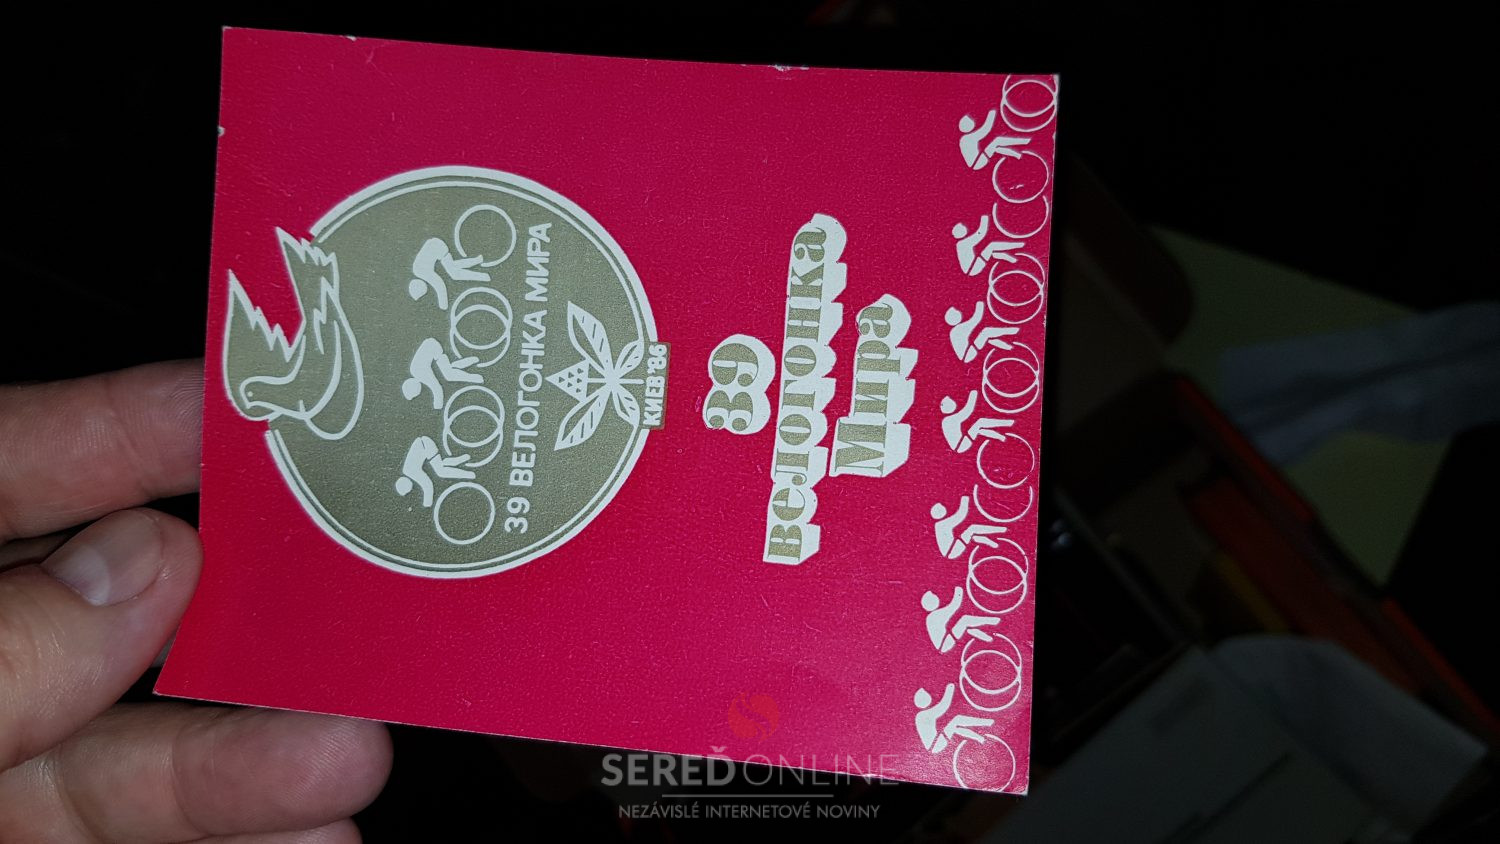 39 ВЕЛОГОНКА МИРА
КИЕВ '86
39
велогонка
Мира
SEREĎONLINE
NEZÁVISLÉ INTERNETOVÉ NOVINY